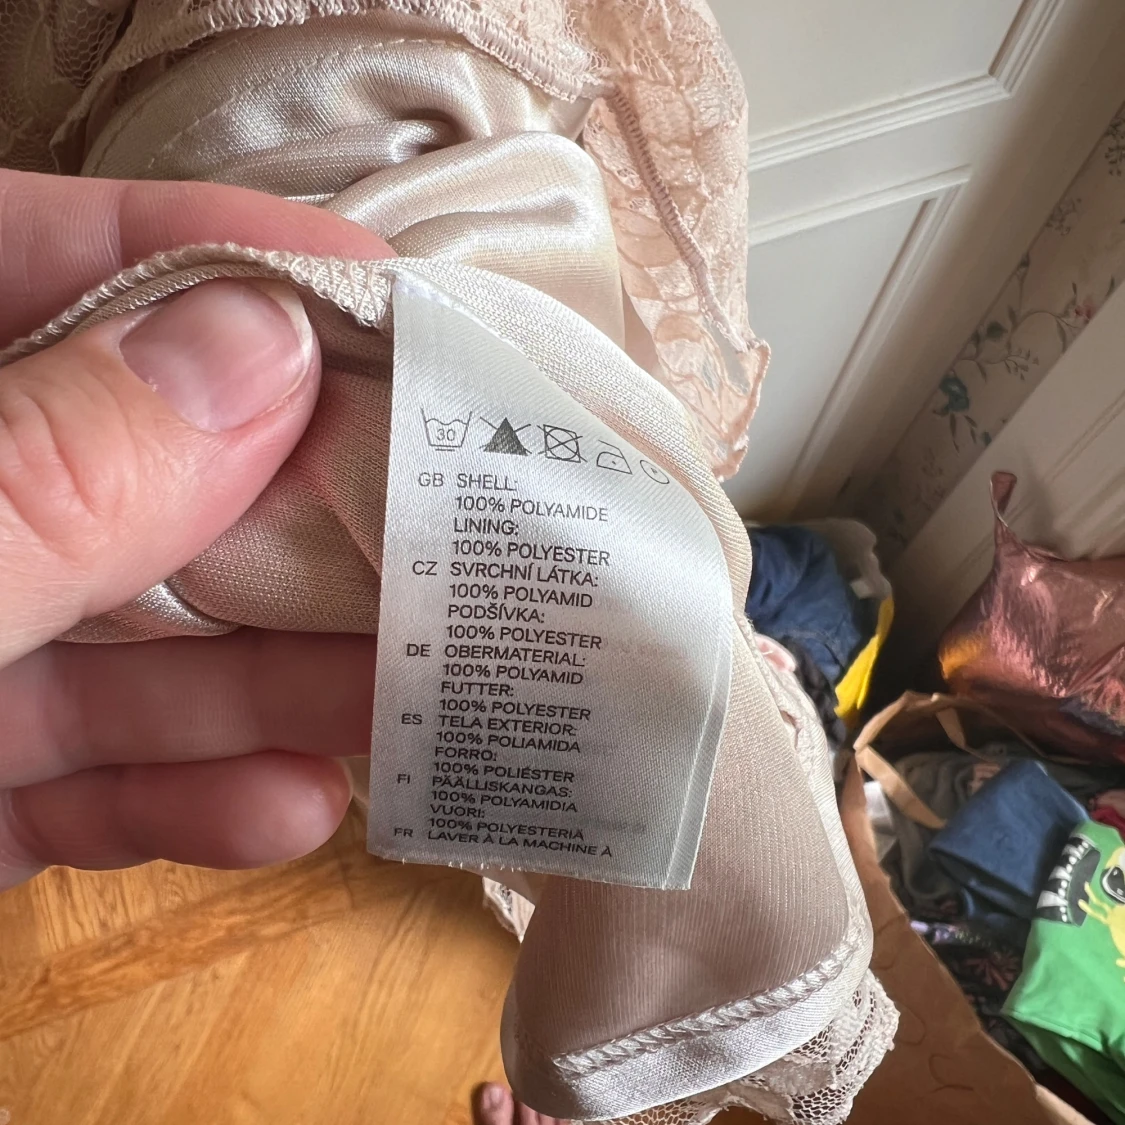 30
GB SHELL:
100% POLYAMIDE
LINING:
100% POLYESTER
CZ SVRCHNÍ LÁTKA:
100% POLYAMID
PODŠÍVKA:
100% POLYESTER
DE OBERMATERIAL:
100% POLYAMID
FUTTER:
100% POLYESTER
ES TELA EXTERIOR:
100% POLIAMIDA
FORRO:
100% POLIÉSTER
FI PÄÄLLISKANGAS:
100% POLYAMIDIA
VUORI:
100% POLYESTERIA
FR LAVER À LA MACHINE À